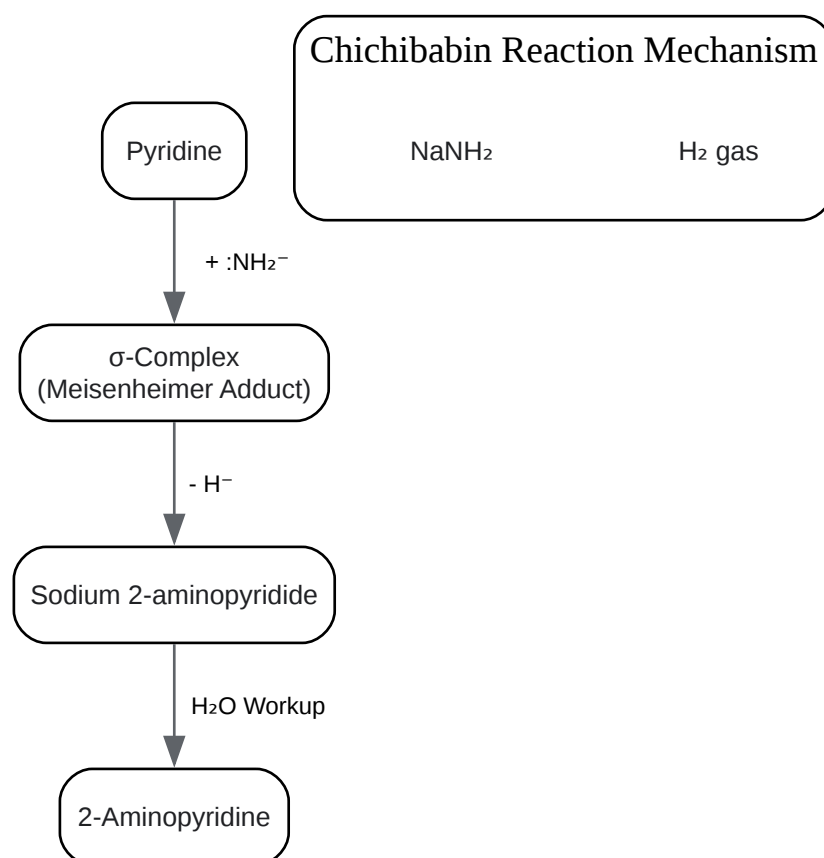 Chichibabin Reaction Mechanism
Pyridine
NaNH₂
H₂ gas
+ :NH₂⁻
σ-Complex
(Meisenheimer Adduct)
- H⁻
Sodium 2-aminopyridide
H₂O Workup
2-Aminopyridine